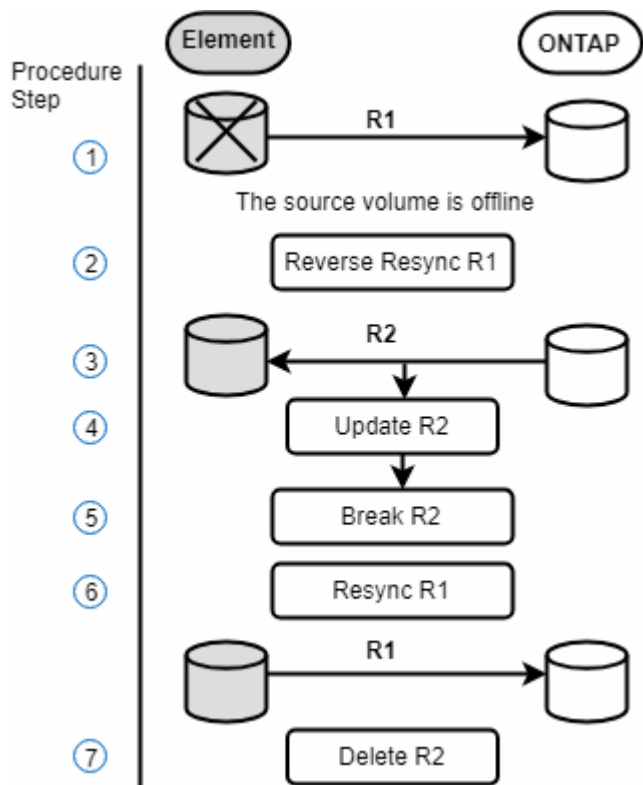 Element
ONTAP
Procedure
Step
R1
1
The source volume is offline
2
Reverse Resync R1
R2
3
4
Update R2
5
Break R2
6
Resync R1
R1
7
Delete R2